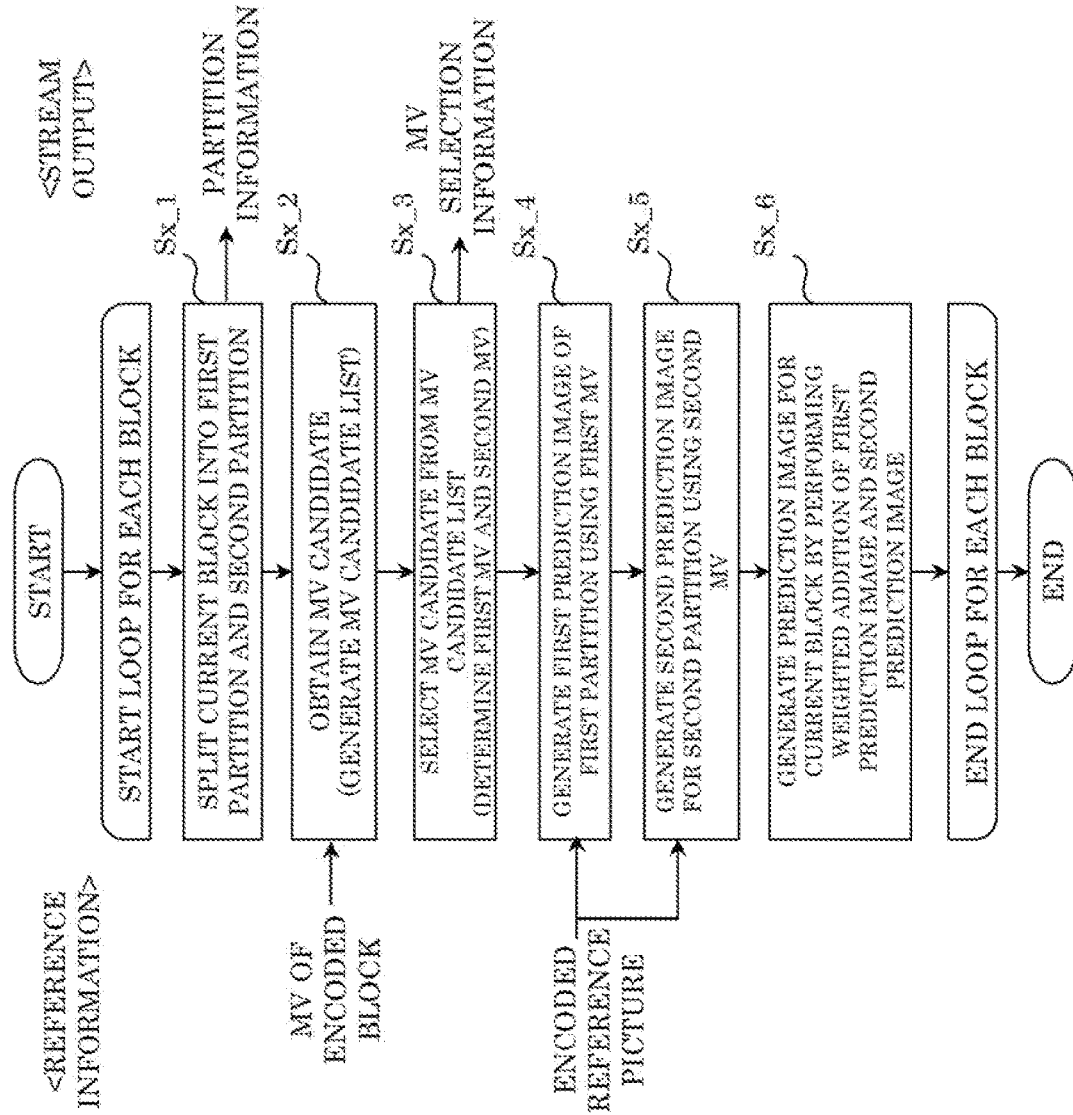 <REFERENCE
INFORMATION>
<STREAM
OUTPUT>
START
START LOOP FOR EACH BLOCK
Sx_1
SPLIT CURRENT BLOCK INTO FIRST
PARTITION AND SECOND PARTITION
PARTITION
INFORMATION
Sx_2
MV OF
ENCODED
BLOCK
OBTAIN MV CANDIDATE
(GENERATE MV CANDIDATE LIST)
Sx_3
SELECT MV CANDIDATE FROM MV
CANDIDATE LIST
(DETERMINE FIRST MV AND SECOND MV)
MV
SELECTION
INFORMATION
Sx_4
ENCODED
REFERENCE
PICTURE
GENERATE FIRST PREDICTION IMAGE OF
FIRST PARTITION USING FIRST MV
Sx_5
GENERATE SECOND PREDICTION IMAGE
FOR SECOND PARTITION USING SECOND
MV
Sx_6
GENERATE PREDICTION IMAGE FOR
CURRENT BLOCK BY PERFORMING
WEIGHTED ADDITION OF FIRST
PREDICTION IMAGE AND SECOND
PREDICTION IMAGE
END LOOP FOR EACH BLOCK
END